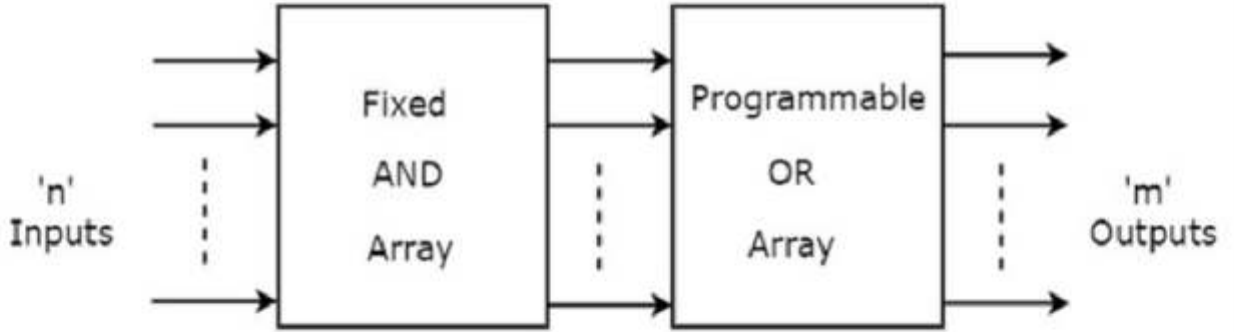 'n'
Inputs
Fixed
AND
Array
Programmable
OR
Array
'm'
Outputs